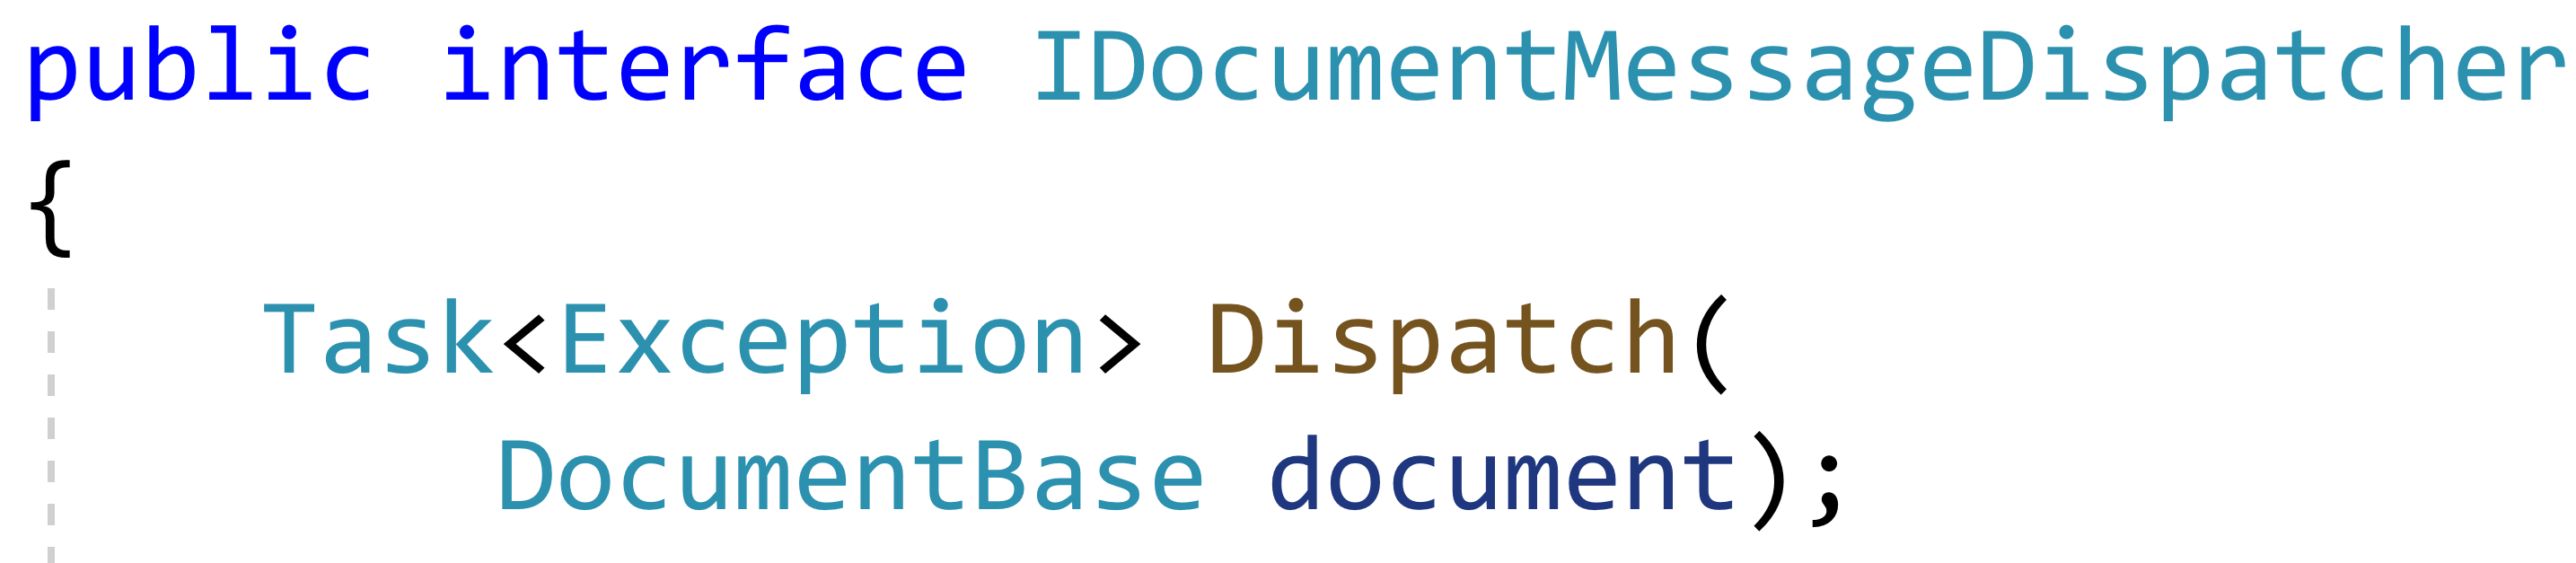 public interface IDocumentMessageDispatcher
{
    Task<Exception> Dispatch(
        DocumentBase document);